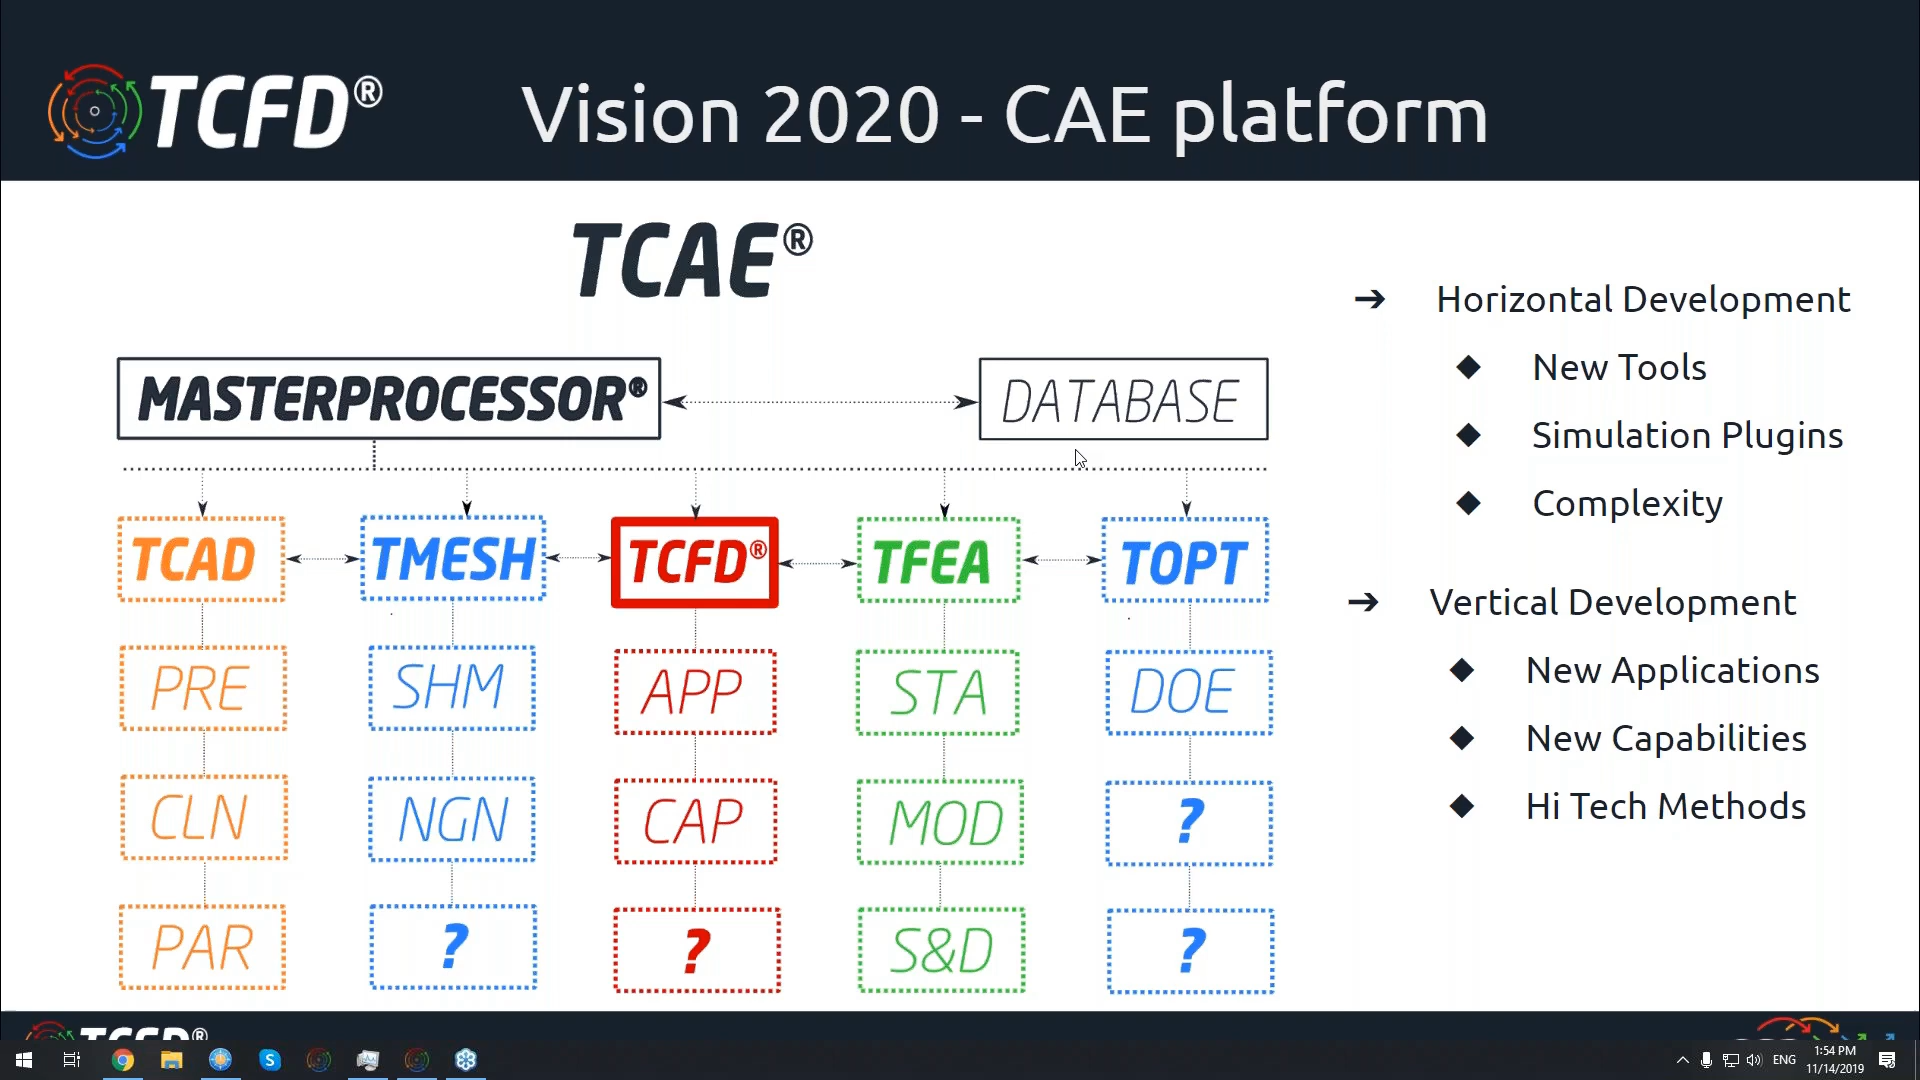 TCFD®
Vision 2020 - CAE platform
TCAE®
MASTERPROCESSOR®
DATABASE
TCAD
TMESH
TCFD®
TFEA
TOPT
PRE
SHM
APP
STA
DOE
CLN
NGN
CAP
MOD
?
PAR
?
?
S&D
?
➔ Horizontal Development
◆ New Tools
◆ Simulation Plugins
◆ Complexity
➔ Vertical Development
◆ New Applications
◆ New Capabilities
◆ Hi Tech Methods
TCFD®
ENG
1:54 PM
11/14/2019